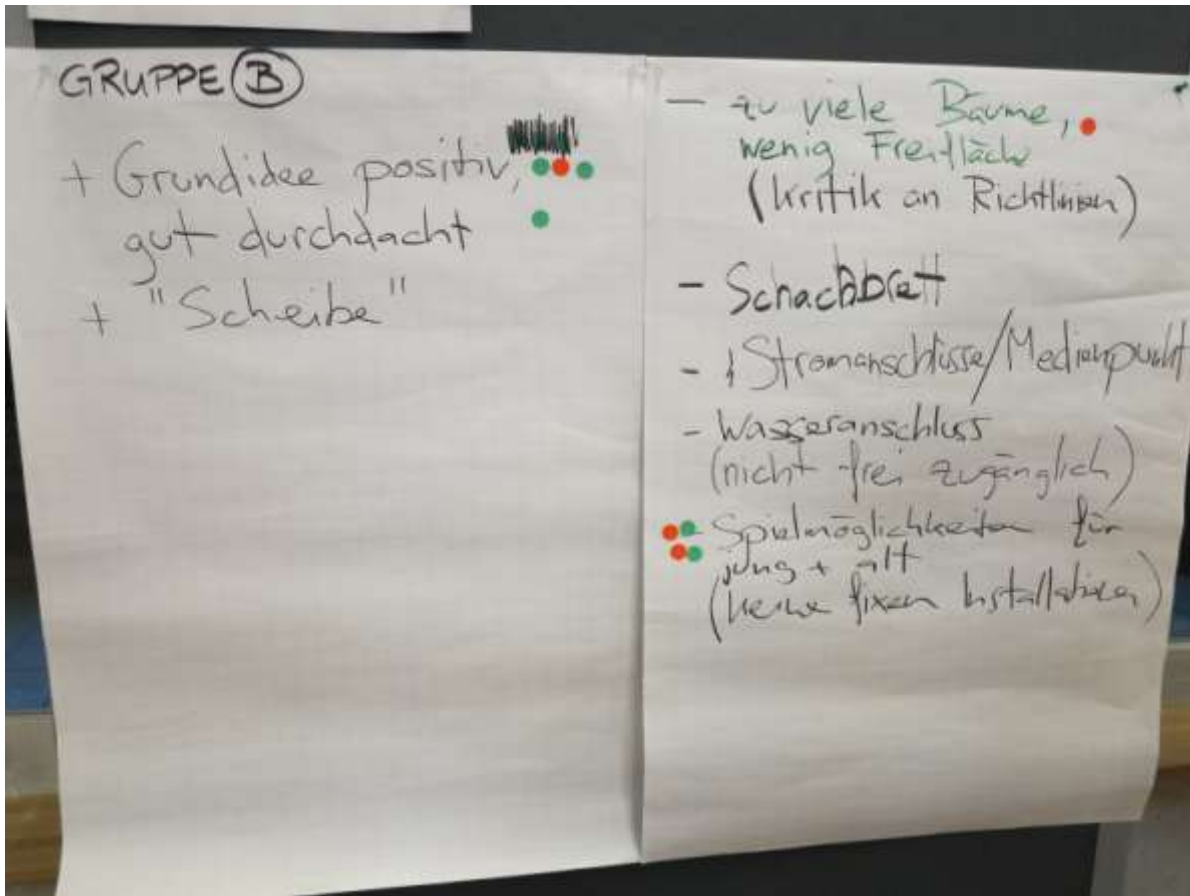 GRUPPE B
+ Grundidee positiv,
gut durchdacht
+ "Scheibe"
- zu viele Bäume,
wenig Freifläche
(Kritik an Richtlinien)
- Schachbrett
- Stromanschlüsse/Medienpunkt
- Wasseranschluss
(nicht frei zugänglich)
- Spielmöglichkeiten für
jung + alt
(keine fixen Installationen)